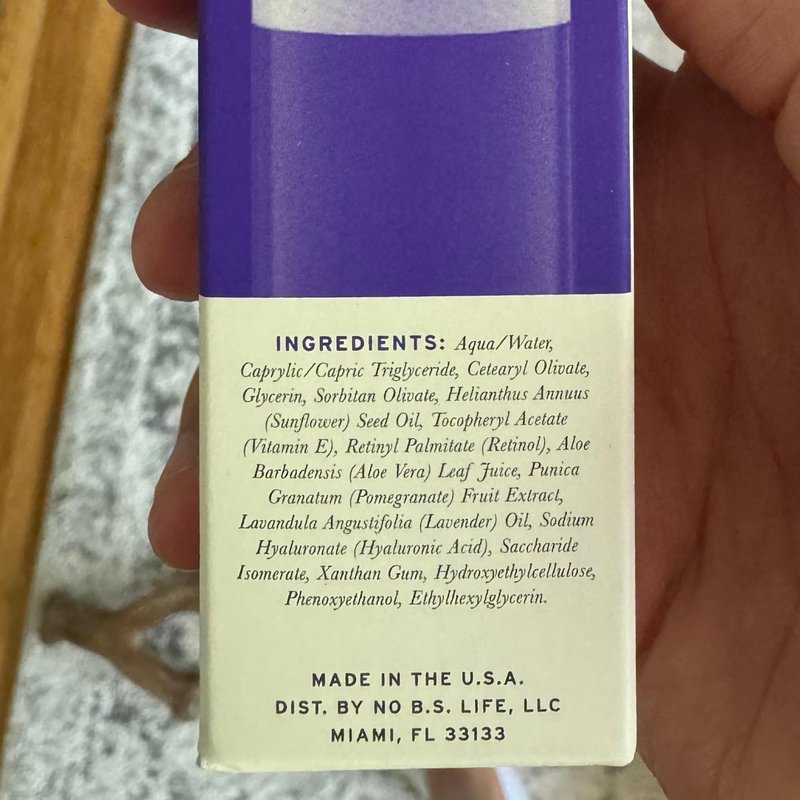 INGREDIENTS: Aqua/Water,
Caprylic/Capric Triglyceride, Cetearyl Olivate,
Glycerin, Sorbitan Olivate, Helianthus Annuus
(Sunflower) Seed Oil, Tocopheryl Acetate
(Vitamin E), Retinyl Palmitate (Retinol), Aloe
Barbadensis (Aloe Vera) Leaf Juice, Punica
Granatum (Pomegranate) Fruit Extract,
Lavandula Angustifolia (Lavender) Oil, Sodium
Hyaluronate (Hyaluronic Acid), Saccharide
Isomerate, Xanthan Gum, Hydroxyethylcellulose,
Phenoxyethanol, Ethylhexylglycerin.
MADE IN THE U.S.A.
DIST. BY NO B.S. LIFE, LLC
MIAMI, FL 33133